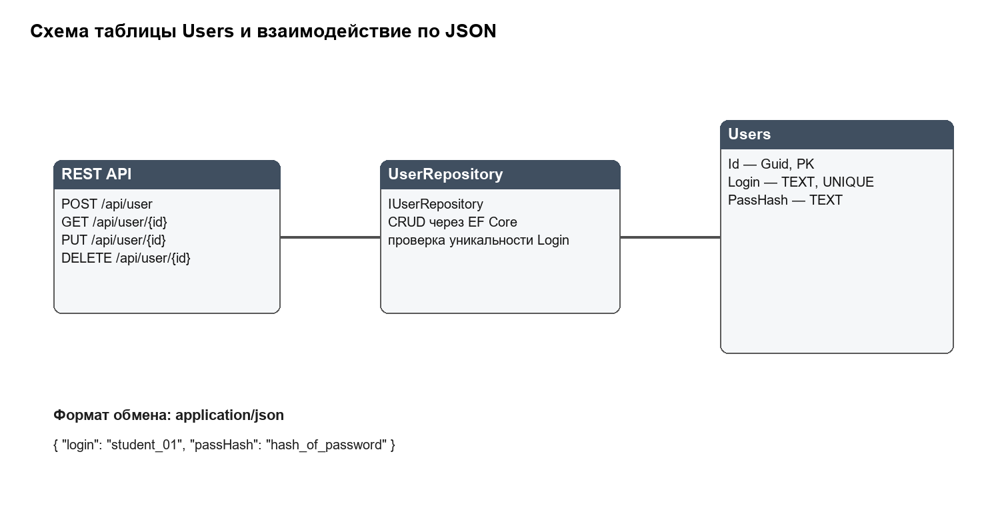 Схема таблицы Users и взаимодействие по JSON
REST API
POST /api/user
GET /api/user/{id}
PUT /api/user/{id}
DELETE /api/user/{id}
UserRepository
IUserRepository
CRUD через EF Core
проверка уникальности Login
Users
Id — Guid, PK
Login — TEXT, UNIQUE
PassHash — TEXT
Формат обмена: application/json
{ "login": "student_01", "passHash": "hash_of_password" }